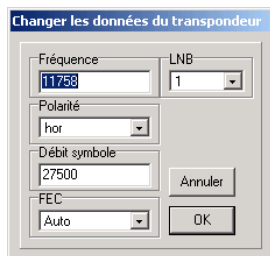 Changer les données du transpondeur
Fréquence LNB
11758 1
Polarité
hor
Débit symbole
27500
Annuler
FEC
Auto OK